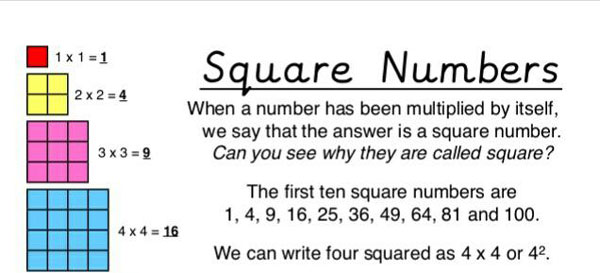 1 x 1 = 1
2 x 2 = 4
3 x 3 = 9
4 x 4 = 16
Square Numbers
When a number has been multiplied by itself,
we say that the answer is a square number.
Can you see why they are called square?
The first ten square numbers are
1, 4, 9, 16, 25, 36, 49, 64, 81 and 100.
We can write four squared as 4 x 4 or 4².